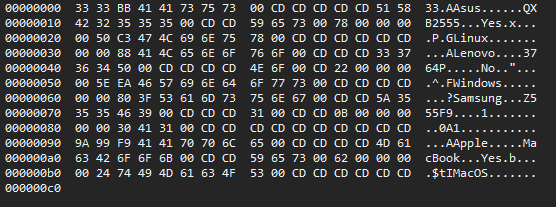 00000000  33 33 BB 41 41 73 75 73  00 CD CD CD CD CD 51 58  33.AAsus......QX
00000010  42 32 35 35 35 00 CD CD  59 65 73 00 78 00 00 00  B2555...Yes.x...
00000020  00 50 C3 47 4C 69 6E 75  78 00 CD CD CD CD CD CD  .P.GLinux.......
00000030  00 00 88 41 4C 65 6E 6F  76 6F 00 CD CD CD 33 37  ...ALenovo....37
00000040  36 34 50 00 CD CD CD CD  4E 6F 00 CD 22 00 00 00  64P.....No.."...
00000050  00 5E EA 46 57 69 6E 64  6F 77 73 00 CD CD CD CD  .^.FWindows.....
00000060  00 00 80 3F 53 61 6D 73  75 6E 67 00 CD CD 5A 35  ...?Samsung...Z5
00000070  35 35 46 39 00 CD CD CD  31 00 CD CD 0B 00 00 00  55F9....1.......
00000080  00 00 30 41 31 00 CD CD  CD CD CD CD CD CD CD CD  ..0A1...........
00000090  9A 99 F9 41 41 70 70 6C  65 00 CD CD CD CD 4D 61  ...AApple.....Ma
000000a0  63 42 6F 6F 6B 00 CD CD  59 65 73 00 62 00 00 00  cBook...Yes.b...
000000b0  00 24 74 49 4D 61 63 4F  53 00 CD CD CD CD CD CD  .$tIMacOS.......
000000c0